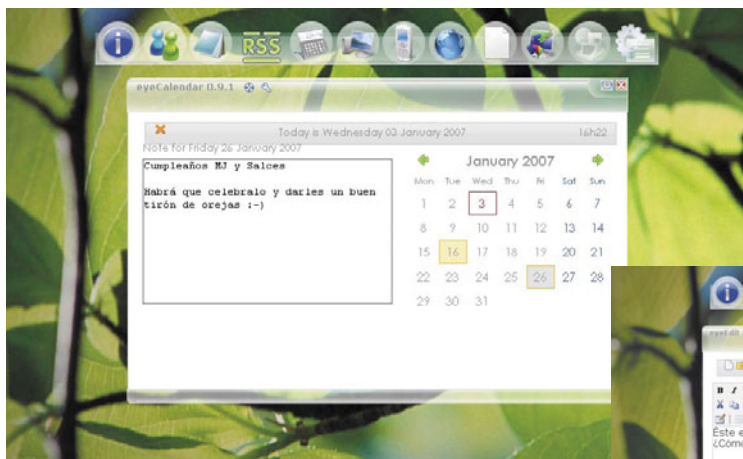 RSS
eyeCalendar 0.9.1
Today is Wednesday 03 January 2007
16h22
Note for Friday 26 January 2007
Cumpleaños MJ y Salces
Habrá que celebralo y darles un buen
tirón de orejas :-)
January 2007
Mon Tue Wed Thu Fri Sat Sun
1 2 3 4 5 6 7
8 9 10 11 12 13 14
15 16 17 18 19 20 21
22 23 24 25 26 27 28
29 30 31
eyeEdit
B I
Éste e
¿Cómo